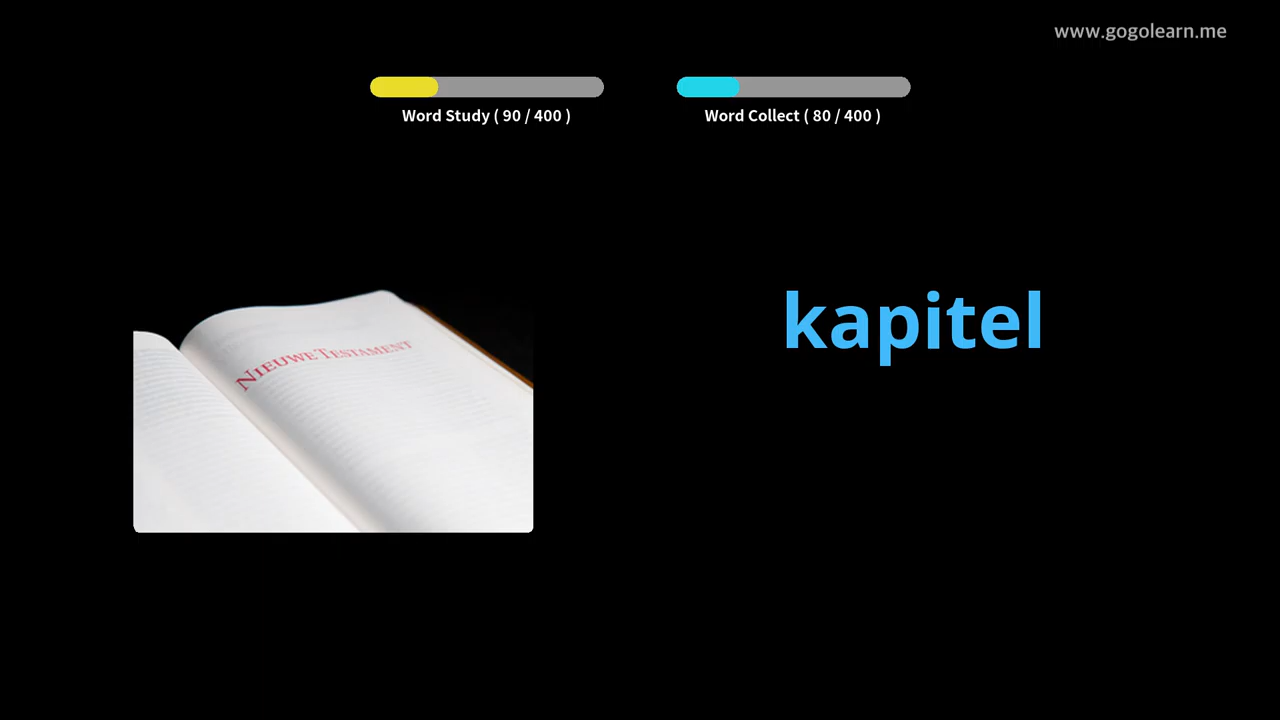 www.gogolearn.me
Word Study ( 90 / 400 )
Word Collect ( 80 / 400 )
NIEUWE TESTAMENT
kapitel